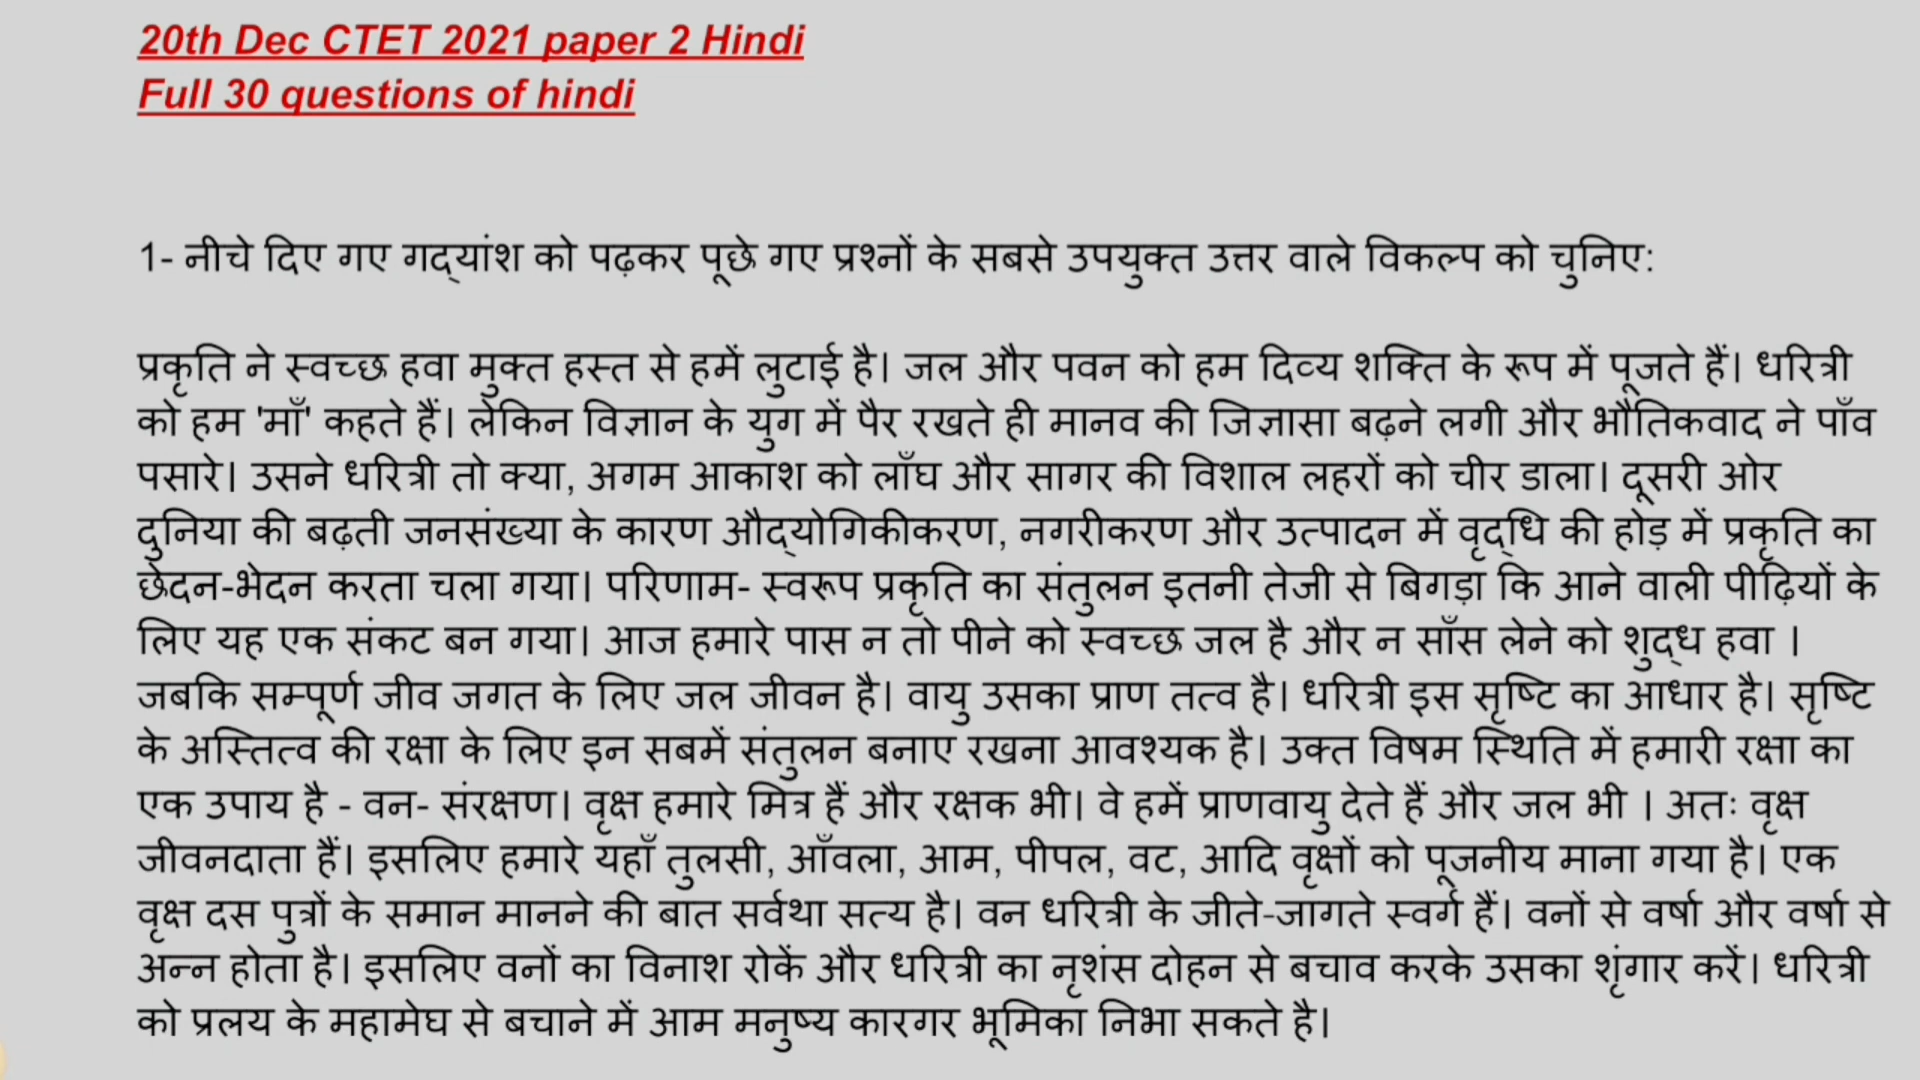 20th Dec CTET 2021 paper 2 Hindi
Full 30 questions of hindi
1- नीचे दिए गए गद्यांश को पढ़कर पूछे गए प्रश्नों के सबसे उपयुक्त उत्तर वाले विकल्प को चुनिए:
प्रकृति ने स्वच्छ हवा मुक्त हस्त से हमें लुटाई है। जल और पवन को हम दिव्य शक्ति के रूप में पूजते हैं। धरित्री
को हम 'माँ' कहते हैं। लेकिन विज्ञान के युग में पैर रखते ही मानव की जिज्ञासा बढ़ने लगी और भौतिकवाद ने पाँव
पसारे। उसने धरित्री तो क्या, अगम आकाश को लाँघ और सागर की विशाल लहरों को चीर डाला। दूसरी ओर
दुनिया की बढ़ती जनसंख्या के कारण औद्योगिकीकरण, नगरीकरण और उत्पादन में वृद्धि की होड़ में प्रकृति का
छेदन-भेदन करता चला गया। परिणाम- स्वरूप प्रकृति का संतुलन इतनी तेजी से बिगड़ा कि आने वाली पीढ़ियों के
लिए यह एक संकट बन गया। आज हमारे पास न तो पीने को स्वच्छ जल है और न साँस लेने को शुद्ध हवा ।
जबकि सम्पूर्ण जीव जगत के लिए जल जीवन है। वायु उसका प्राण तत्व है। धरित्री इस सृष्टि का आधार है। सृष्टि
के अस्तित्व की रक्षा के लिए इन सबमें संतुलन बनाए रखना आवश्यक है। उक्त विषम स्थिति में हमारी रक्षा का
एक उपाय है - वन- संरक्षण। वृक्ष हमारे मित्र हैं और रक्षक भी। वे हमें प्राणवायु देते हैं और जल भी । अतः वृक्ष
जीवनदाता हैं। इसलिए हमारे यहाँ तुलसी, आँवला, आम, पीपल, वट, आदि वृक्षों को पूजनीय माना गया है। एक
वृक्ष दस पुत्रों के समान मानने की बात सर्वथा सत्य है। वन धरित्री के जीते-जागते स्वर्ग हैं। वनों से वर्षा और वर्षा से
अन्न होता है। इसलिए वनों का विनाश रोकें और धरित्री का नृशंस दोहन से बचाव करके उसका शृंगार करें। धरित्री
को प्रलय के महामेघ से बचाने में आम मनुष्य कारगर भूमिका निभा सकते है।